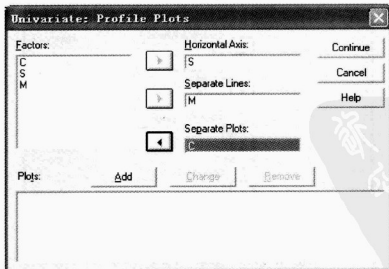 Univariate: Profile Plots
Factors:
C
S
M
Horizontal Axis:
S
Separate Lines:
M
Separate Plots:
C
Continue
Cancel
Help
Plots:
Add
Change
Remove